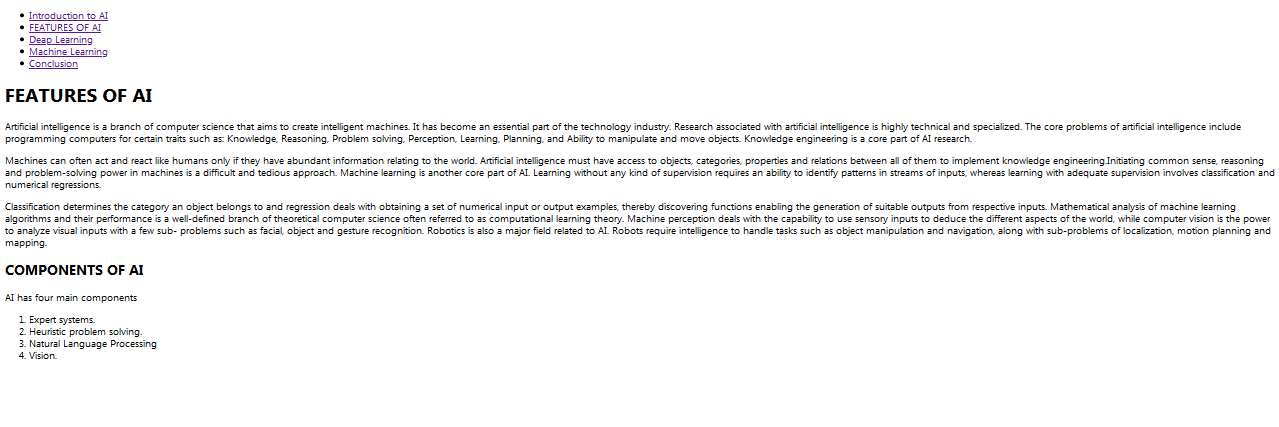 Introduction to AI
FEATURES OF AI
Deap Learning
Machine Learning
Conclusion
FEATURES OF AI
Artificial intelligence is a branch of computer science that aims to create intelligent machines. It has become an essential part of the technology industry. Research associated with artificial intelligence is highly technical and specialized. The core problems of artificial intelligence include
programming computers for certain traits such as: Knowledge, Reasoning, Problem solving, Perception, Learning, Planning, and Ability to manipulate and move objects. Knowledge engineering is a core part of AI research.
Machines can often act and react like humans only if they have abundant information relating to the world. Artificial intelligence must have access to objects, categories, properties and relations between all of them to implement knowledge engineering.Initiating common sense, reasoning
and problem-solving power in machines is a difficult and tedious approach. Machine learning is another core part of AI. Learning without any kind of supervision requires an ability to identify patterns in streams of inputs, whereas learning with adequate supervision involves classification and
numerical regressions.
Classification determines the category an object belongs to and regression deals with obtaining a set of numerical input or output examples, thereby discovering functions enabling the generation of suitable outputs from respective inputs. Mathematical analysis of machine learning
algorithms and their performance is a well-defined branch of theoretical computer science often referred to as computational learning theory. Machine perception deals with the capability to use sensory inputs to deduce the different aspects of the world, while computer vision is the power
to analyze visual inputs with a few sub- problems such as facial, object and gesture recognition. Robotics is also a major field related to AI. Robots require intelligence to handle tasks such as object manipulation and navigation, along with sub-problems of localization, motion planning and
mapping.
COMPONENTS OF AI
AI has four main components
1. Expert systems.
2. Heuristic problem solving.
3. Natural Language Processing
4. Vision.